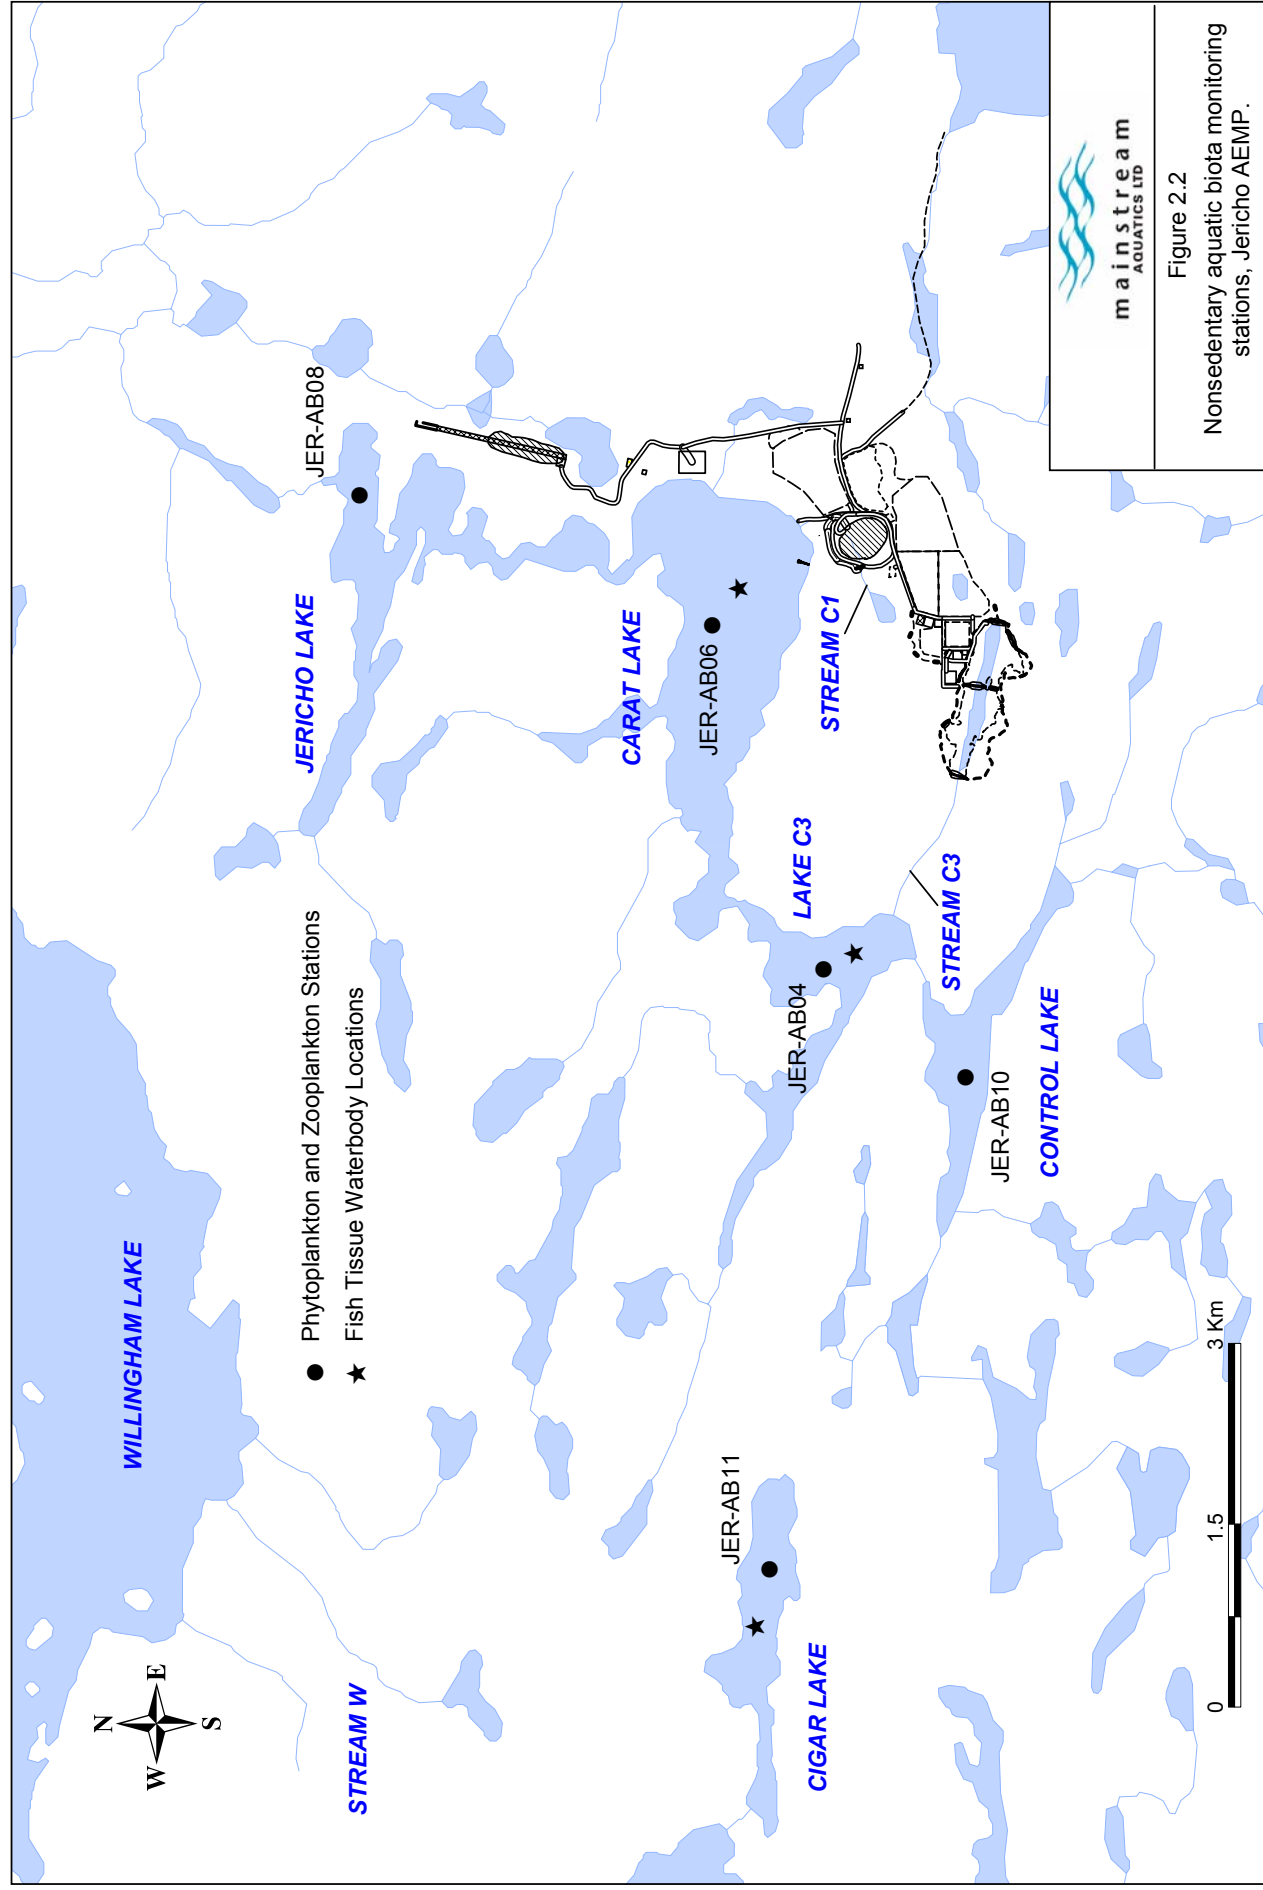 WILLINGHAM LAKE
N
W
E
S
STREAM W
Phytoplankton and Zooplankton Stations
Fish Tissue Waterbody Locations
JERICHO LAKE
JER-AB08
CARAT LAKE
JER-AB06
STREAM C1
LAKE C3
JER-AB04
STREAM C3
JER-AB10
CONTROL LAKE
JER-AB11
CIGAR LAKE
0
1.5
3 Km
mainstream
AQUATICS LTD
Figure 2.2
Nonsedentary aquatic biota monitoring
stations, Jericho AEMP.